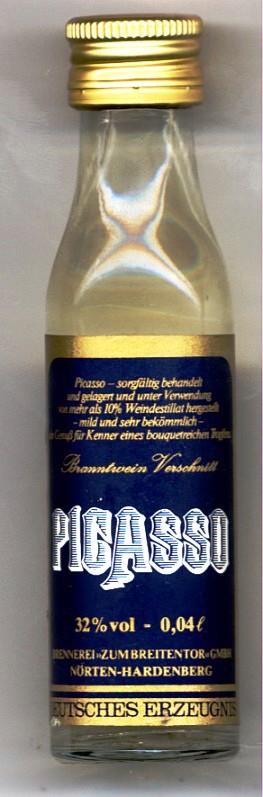 Picasso – sorgfältig behandelt
und gelagert und unter Verwendung
von mehr als 10% Weindestillat hergestellt
– mild und sehr bekömmlich –
Genuß für Kenner eines bouquetreichen
Branntwein Verschnitt
PICASSO
32% vol - 0,04 ℓ
BRENNEREI »ZUM BREITENTOR« GMBH
NÖRTEN-HARDENBERG
DEUTSCHES ERZEUGNIS